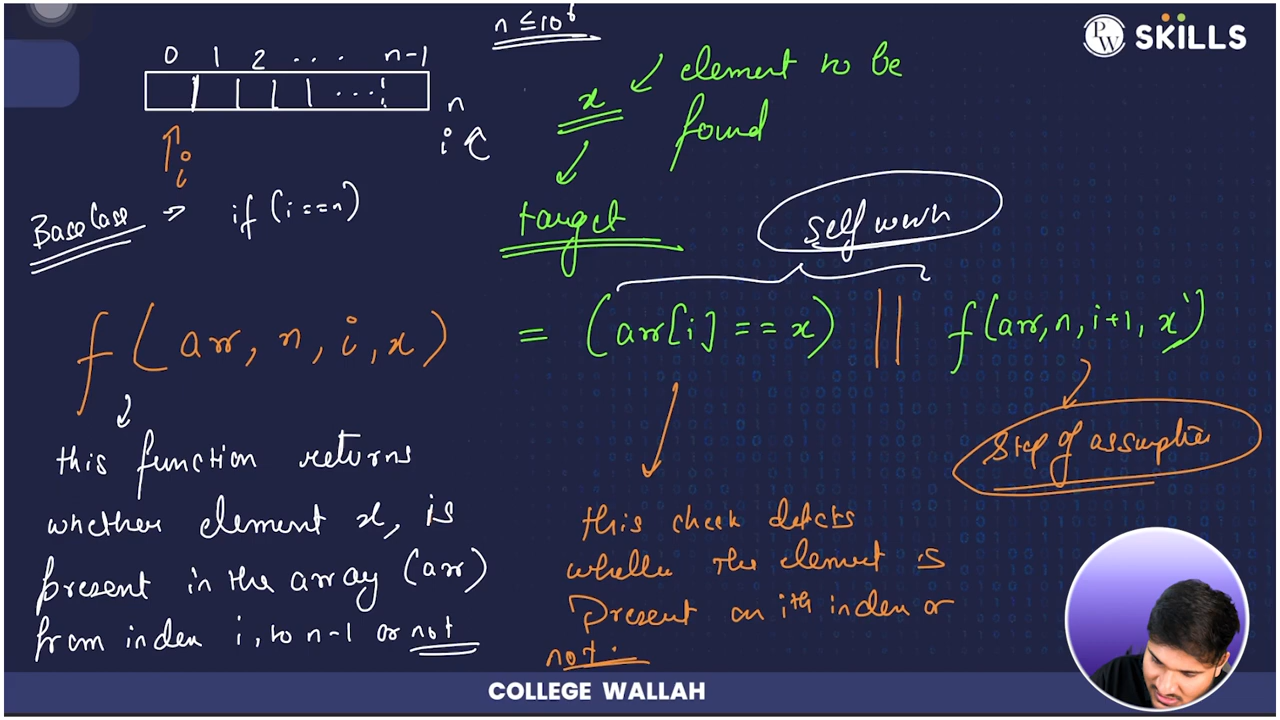 n ≤ 10⁶
PW SKILLS
0 1 2 ... n-1
...
n
i
i
x
element to be
found
target
Base Case → if (i == n)
self work
f(arr, n, i, x) = (arr[i] == x) || f(arr, n, i+1, x)
Step of assumption
this function returns
whether element x, is
present in the array (arr)
from index i, to n-1 or not
this check detects
whether the element is
Present on ith index or
not.
COLLEGE WALLAH